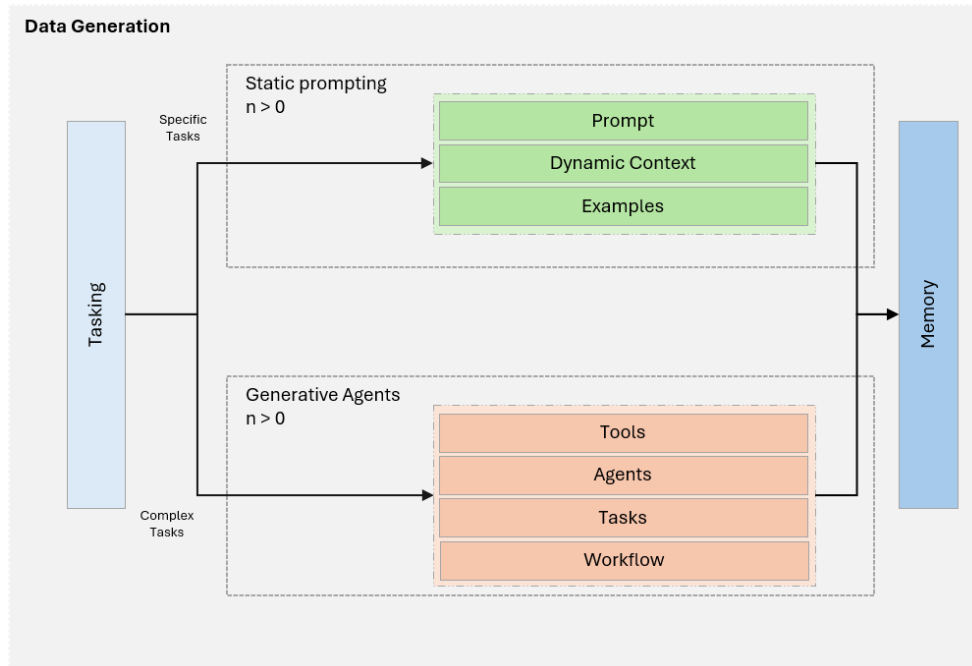 Data Generation
Static prompting
n > 0
Specific
Tasks
Prompt
Dynamic Context
Examples
Tasking
Memory
Generative Agents
n > 0
Tools
Agents
Complex
Tasks
Tasks
Workflow